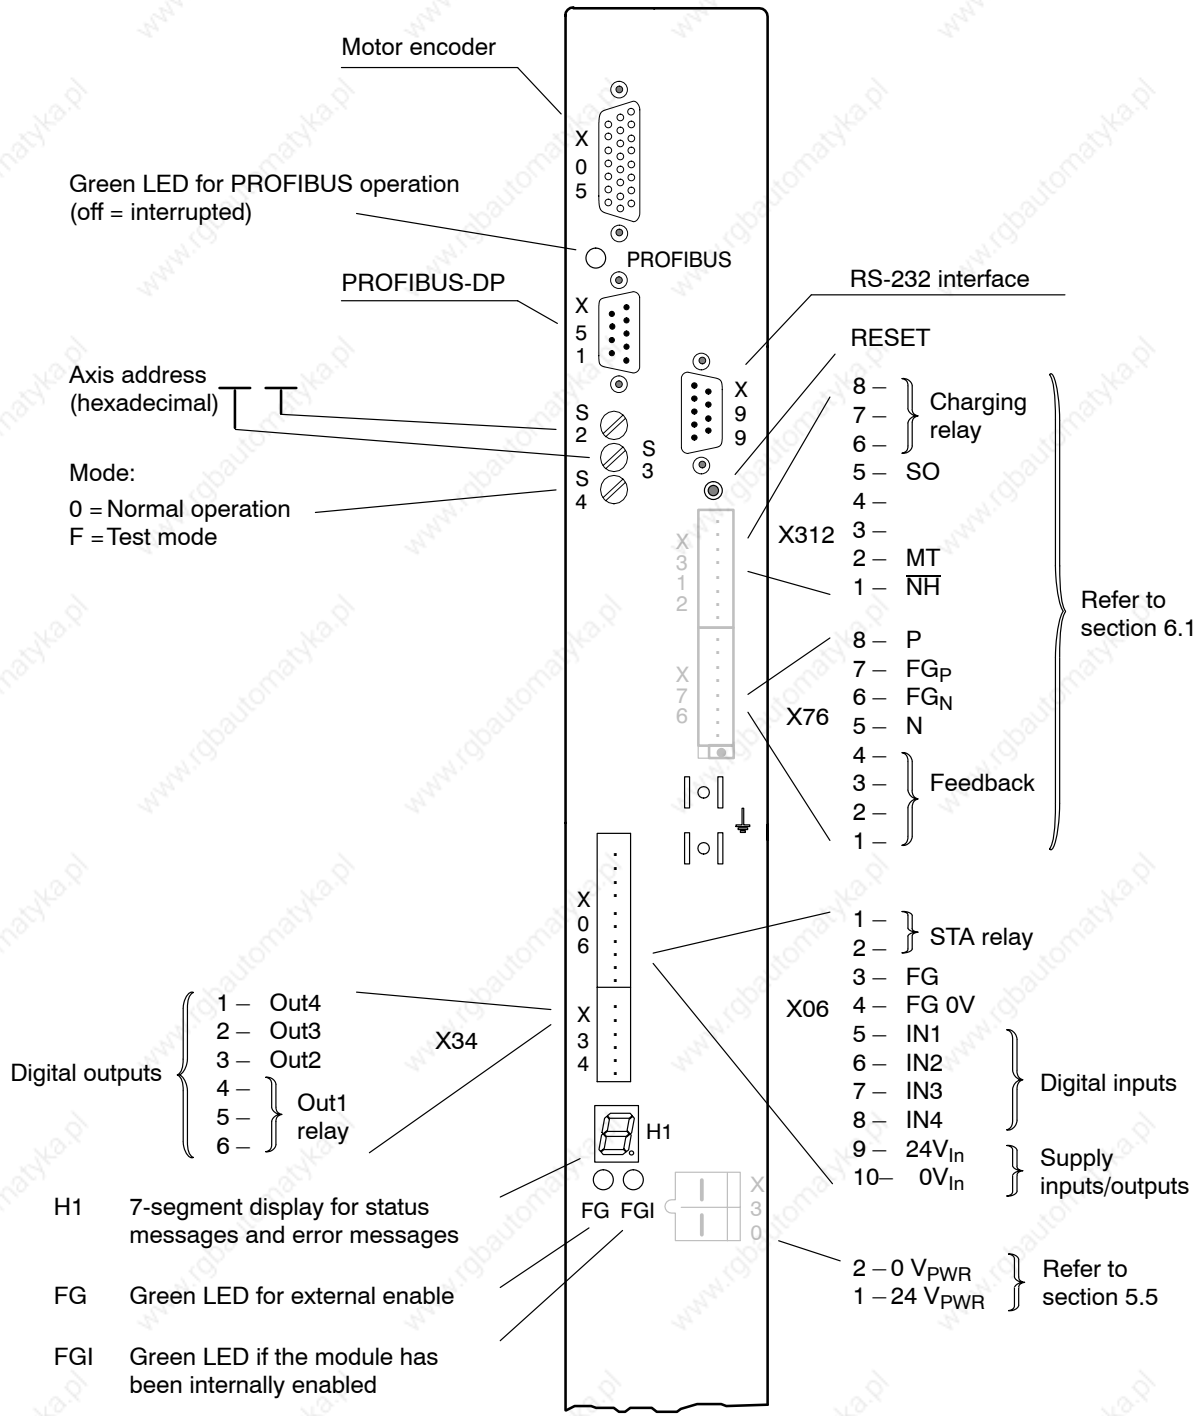 Motor encoder
X
0
5
Green LED for PROFIBUS operation
(off = interrupted)
PROFIBUS
PROFIBUS-DP
X
5
1
RS-232 interface
RESET
Axis address
(hexadecimal)
S
2
S
3
S
4
X
9
9
Mode:
0 = Normal operation
F = Test mode
X
3
1
2
X312
8 –
7 –
6 –
Charging
relay
5 – SO
4 –
3 –
2 – MT
1 – N̅H̅
Refer to
section 6.1
X
7
6
X76
8 – P
7 – FGP
6 – FGN
5 – N
4 –
3 –
2 –
1 –
Feedback
X
0
6
X06
1 –
2 –
STA relay
3 – FG
4 – FG 0V
5 – IN1
6 – IN2
7 – IN3
8 – IN4
Digital inputs
9 – 24VIn
10– 0VIn
Supply
inputs/outputs
Digital outputs
1 – Out4
2 – Out3
3 – Out2
4 –
5 –
6 –
Out1
relay
X34
X
3
4
H1
FG FGI
X
3
0
H1 7-segment display for status
messages and error messages
2 – 0 VPWR
1 – 24 VPWR
Refer to
section 5.5
FG Green LED for external enable
FGI Green LED if the module has
been internally enabled
www.rgbautomatyka.pl